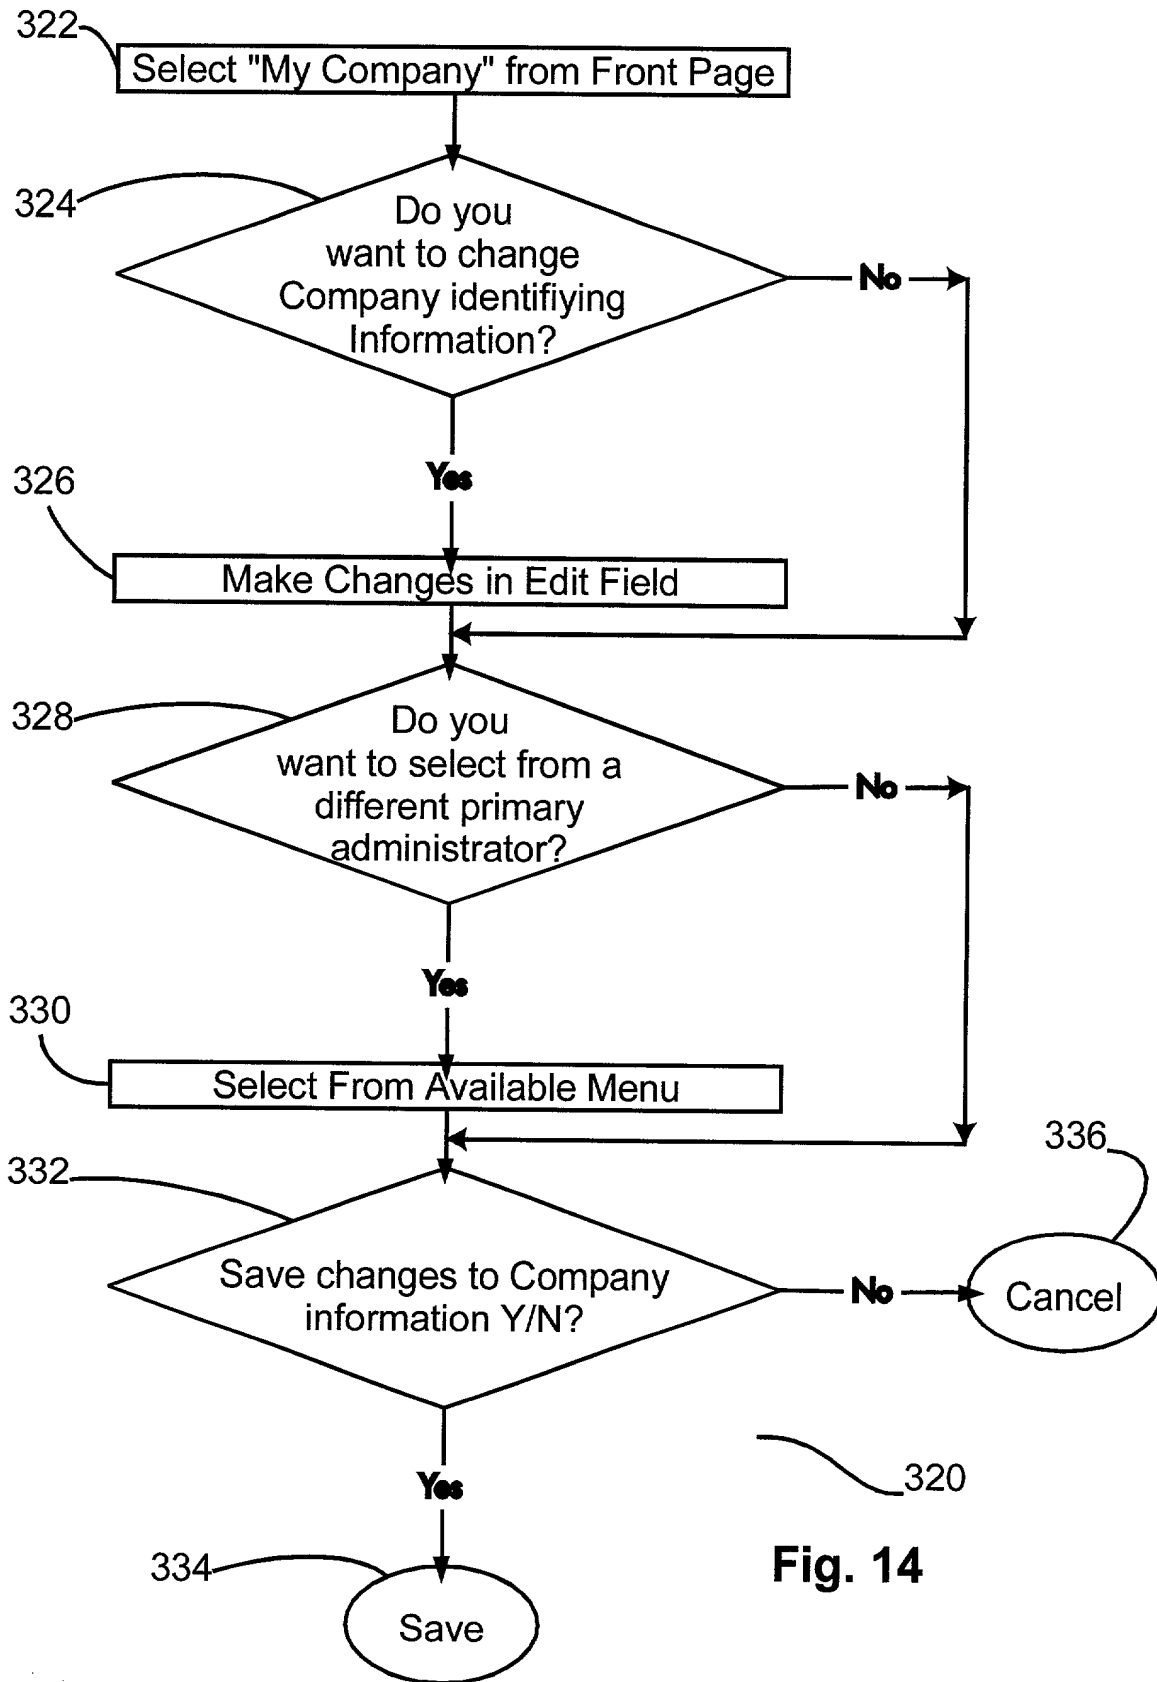 322
Select "My Company" from Front Page
324
Do you
want to change
Company identifiying
Information?
No
Yes
326
Make Changes in Edit Field
328
Do you
want to select from a
different primary
administrator?
No
Yes
330
Select From Available Menu
336
332
Save changes to Company
information Y/N?
No
Cancel
Yes
320
334
Fig. 14
Save